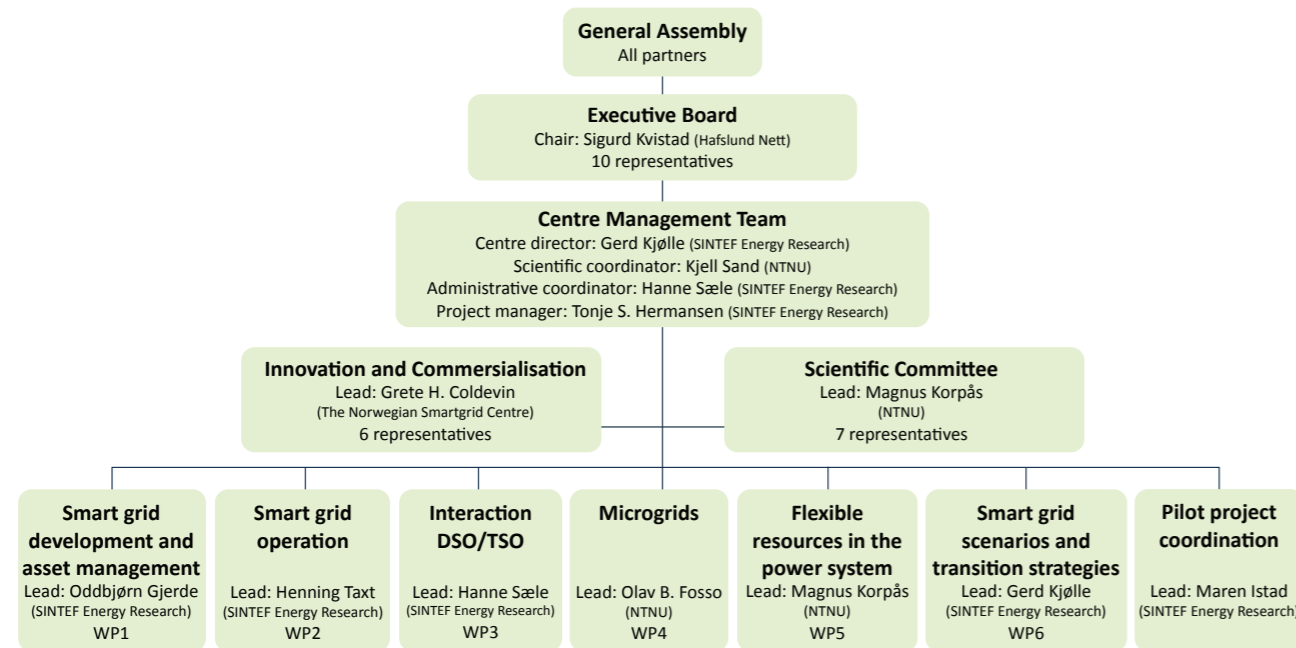 General Assembly
All partners
Executive Board
Chair: Sigurd Kvistad (Hafslund Nett)
10 representatives
Centre Management Team
Centre director: Gerd Kjølle (SINTEF Energy Research)
Scientific coordinator: Kjell Sand (NTNU)
Administrative coordinator: Hanne Sæle (SINTEF Energy Research)
Project manager: Tonje S. Hermansen (SINTEF Energy Research)
Innovation and Commersialisation
Lead: Grete H. Coldevin
(The Norwegian Smartgrid Centre)
6 representatives
Scientific Committee
Lead: Magnus Korpås
(NTNU)
7 representatives
Smart grid
development and
asset management
Lead: Oddbjørn Gjerde
(SINTEF Energy Research)
WP1
Smart grid
operation
Lead: Henning Taxt
(SINTEF Energy Research)
WP2
Interaction
DSO/TSO
Lead: Hanne Sæle
(SINTEF Energy Research)
WP3
Microgrids
Lead: Olav B. Fosso
(NTNU)
WP4
Flexible
resources in the
power system
Lead: Magnus Korpås
(NTNU)
WP5
Smart grid
scenarios and
transition strategies
Lead: Gerd Kjølle
(SINTEF Energy Research)
WP6
Pilot project
coordination
Lead: Maren Istad
(SINTEF Energy Research)